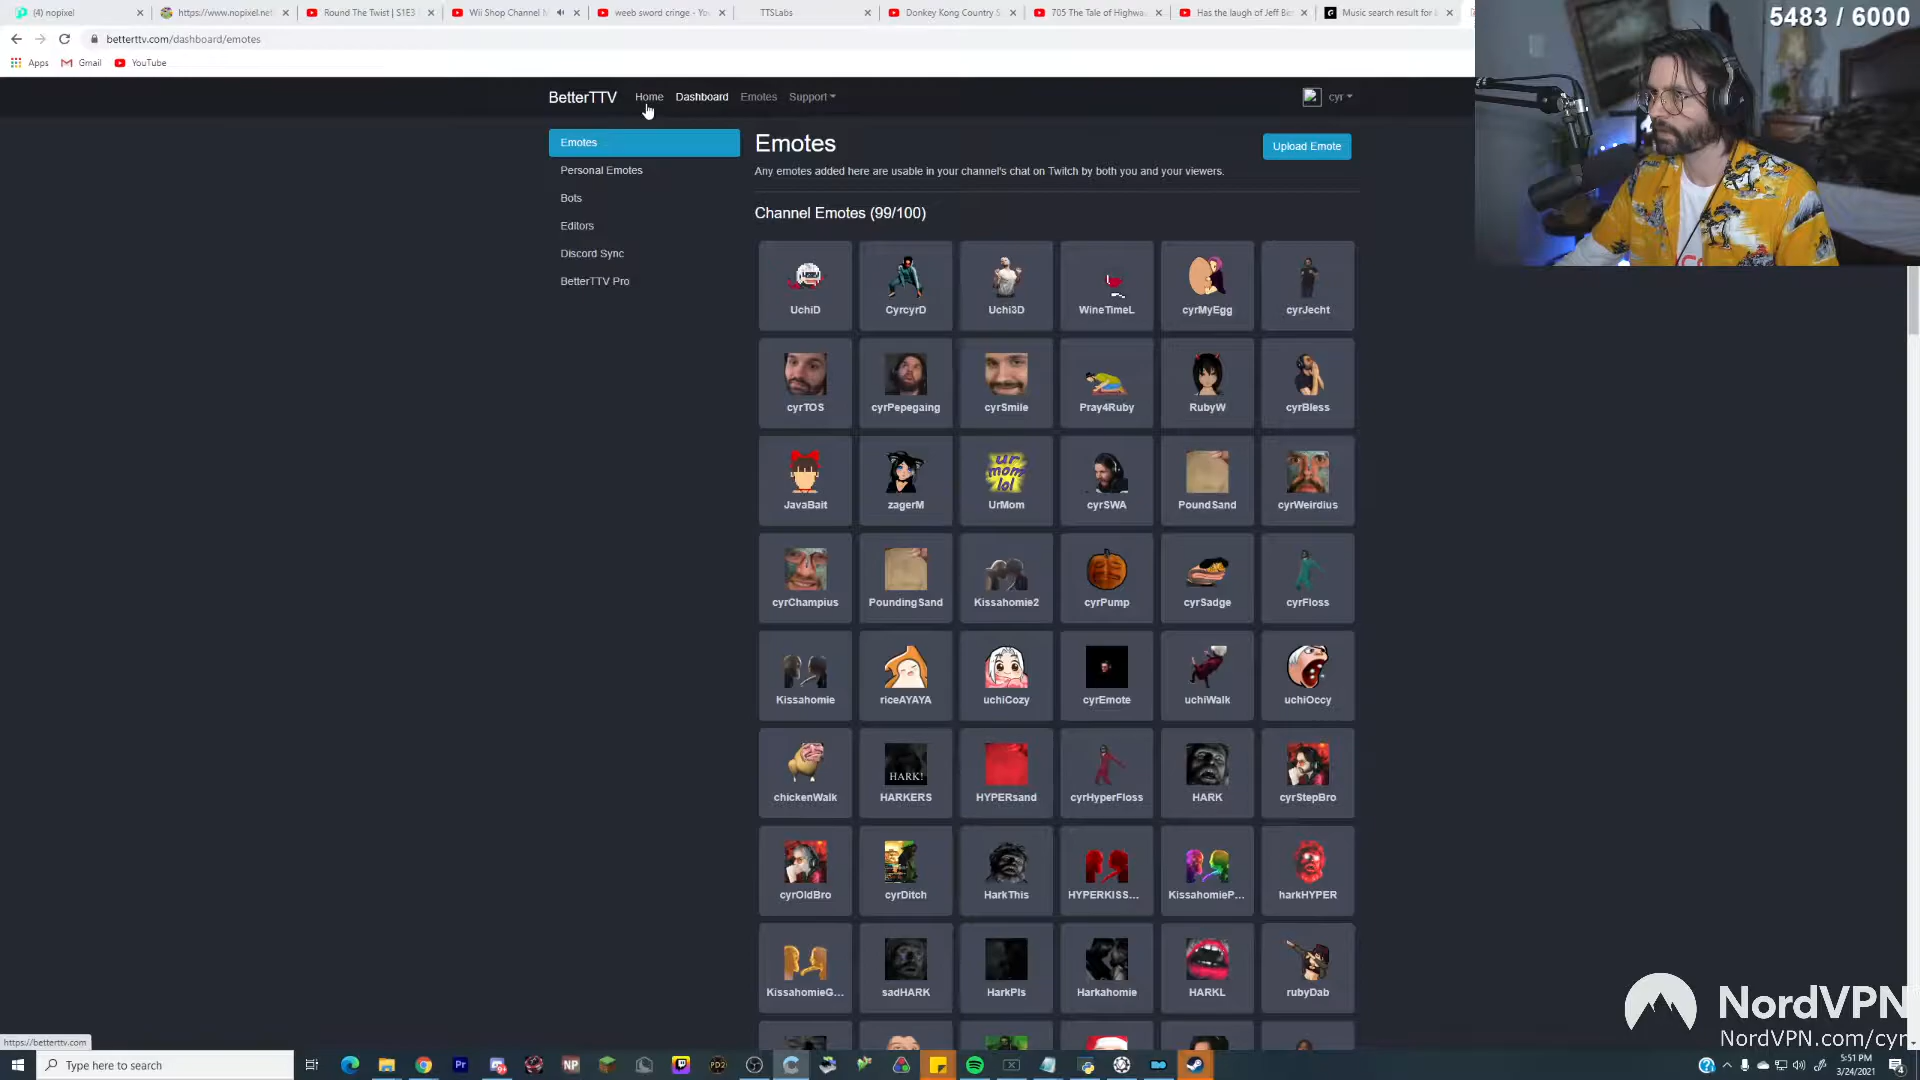 (4) nopixel
https://www.nopixel.net
Round The Twist | S1E3
Wii Shop Channel M
weeb sword cringe - You
TTSLabs
Donkey Kong Country S
705 The Tale of Highwa
Has the laugh of Jeff Be
Music search result for
5483 / 6000
betterttv.com/dashboard/emotes
Apps
Gmail
YouTube
BetterTTV
Home
Dashboard
Emotes
Support
cyr
Emotes
Personal Emotes
Bots
Editors
Discord Sync
BetterTTV Pro
Emotes
Upload Emote
Any emotes added here are usable in your channel's chat on Twitch by both you and your viewers.
Channel Emotes (99/100)
UchiD
CyrcyrD
Uchi3D
WineTimeL
cyrMyEgg
cyrJecht
cyrTOS
cyrPepegaing
cyrSmile
Pray4Ruby
RubyW
cyrBless
ur
mom
lol
JavaBait
zagerM
UrMom
cyrSWA
PoundSand
cyrWeirdius
cyrChampius
PoundingSand
Kissahomie2
cyrPump
cyrSadge
cyrFloss
Kissahomie
riceAYAYA
uchiCozy
cyrEmote
uchiWalk
uchiOccy
HARK!
chickenWalk
HARKERS
HYPERsand
cyrHyperFloss
HARK
cyrStepBro
cyrOldBro
cyrDitch
HarkThis
HYPERKISS...
KissahomieP...
harkHYPER
KissahomieG...
sadHARK
HarkPls
Harkahomie
HARKL
rubyDab
NordVPN
NordVPN.com/cyr
https://betterttv.com
Type here to search
Pr
NP
PD2
5:51 PM
3/24/2021